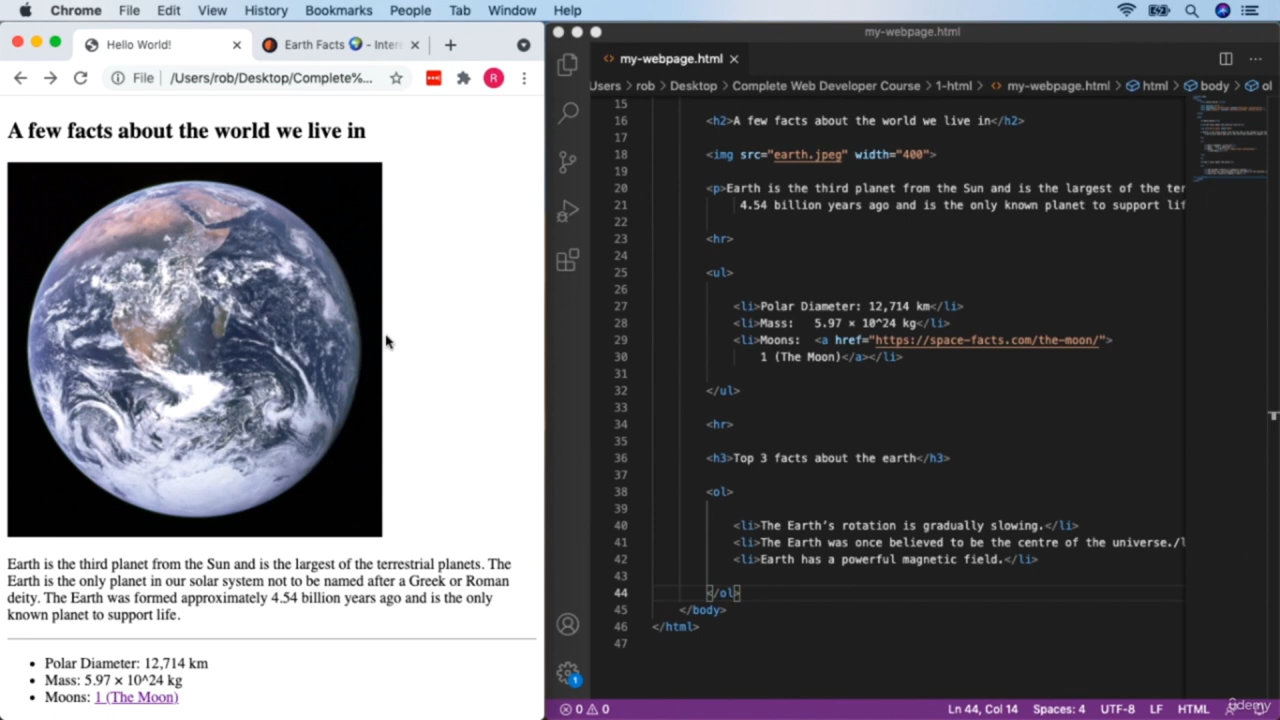 Chrome File Edit View History Bookmarks People Tab Window Help
Hello World!
Earth Facts 🌍 - Inter
File /Users/rob/Desktop/Complete%...
R
A few facts about the world we live in
Earth is the third planet from the Sun and is the largest of the terrestrial planets. The
Earth is the only planet in our solar system not to be named after a Greek or Roman
deity. The Earth was formed approximately 4.54 billion years ago and is the only
known planet to support life.
• Polar Diameter: 12,714 km
• Mass: 5.97 × 10^24 kg
• Moons: 1 (The Moon)
my-webpage.html
<> my-webpage.html
Users > rob > Desktop > Complete Web Developer Course > 1-html > <> my-webpage.html > html > body > ol
15
16 <h2>A few facts about the world we live in</h2>
17
18 <img src="earth.jpeg" width="400">
19
20 <p>Earth is the third planet from the Sun and is the largest of the ter
21 4.54 billion years ago and is the only known planet to support lif
22
23 <hr>
24
25 <ul>
26
27 <li>Polar Diameter: 12,714 km</li>
28 <li>Mass: 5.97 × 10^24 kg</li>
29 <li>Moons: <a href="https://space-facts.com/the-moon/">
30 1 (The Moon)</a></li>
31
32 </ul>
33
34 <hr>
35
36 <h3>Top 3 facts about the earth</h3>
37
38 <ol>
39
40 <li>The Earth's rotation is gradually slowing.</li>
41 <li>The Earth was once believed to be the centre of the universe./l
42 <li>Earth has a powerful magnetic field.</li>
43
44 </ol>
45 </body>
46 </html>
47
1
0 0 Ln 44, Col 14 Spaces: 4 UTF-8 LF HTML
udemy